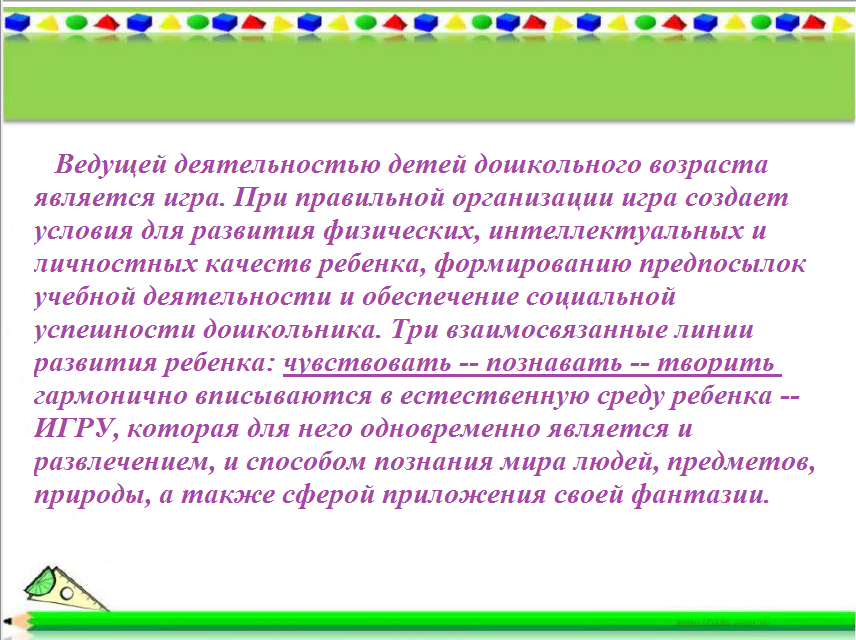 Ведущей деятельностью детей дошкольного возраста
является игра. При правильной организации игра создает
условия для развития физических, интеллектуальных и
личностных качеств ребенка, формированию предпосылок
учебной деятельности и обеспечение социальной
успешности дошкольника. Три взаимосвязанные линии
развития ребенка: чувствовать -- познавать -- творить
гармонично вписываются в естественную среду ребенка --
ИГРУ, которая для него одновременно является и
развлечением, и способом познания мира людей, предметов,
природы, а также сферой приложения своей фантазии.